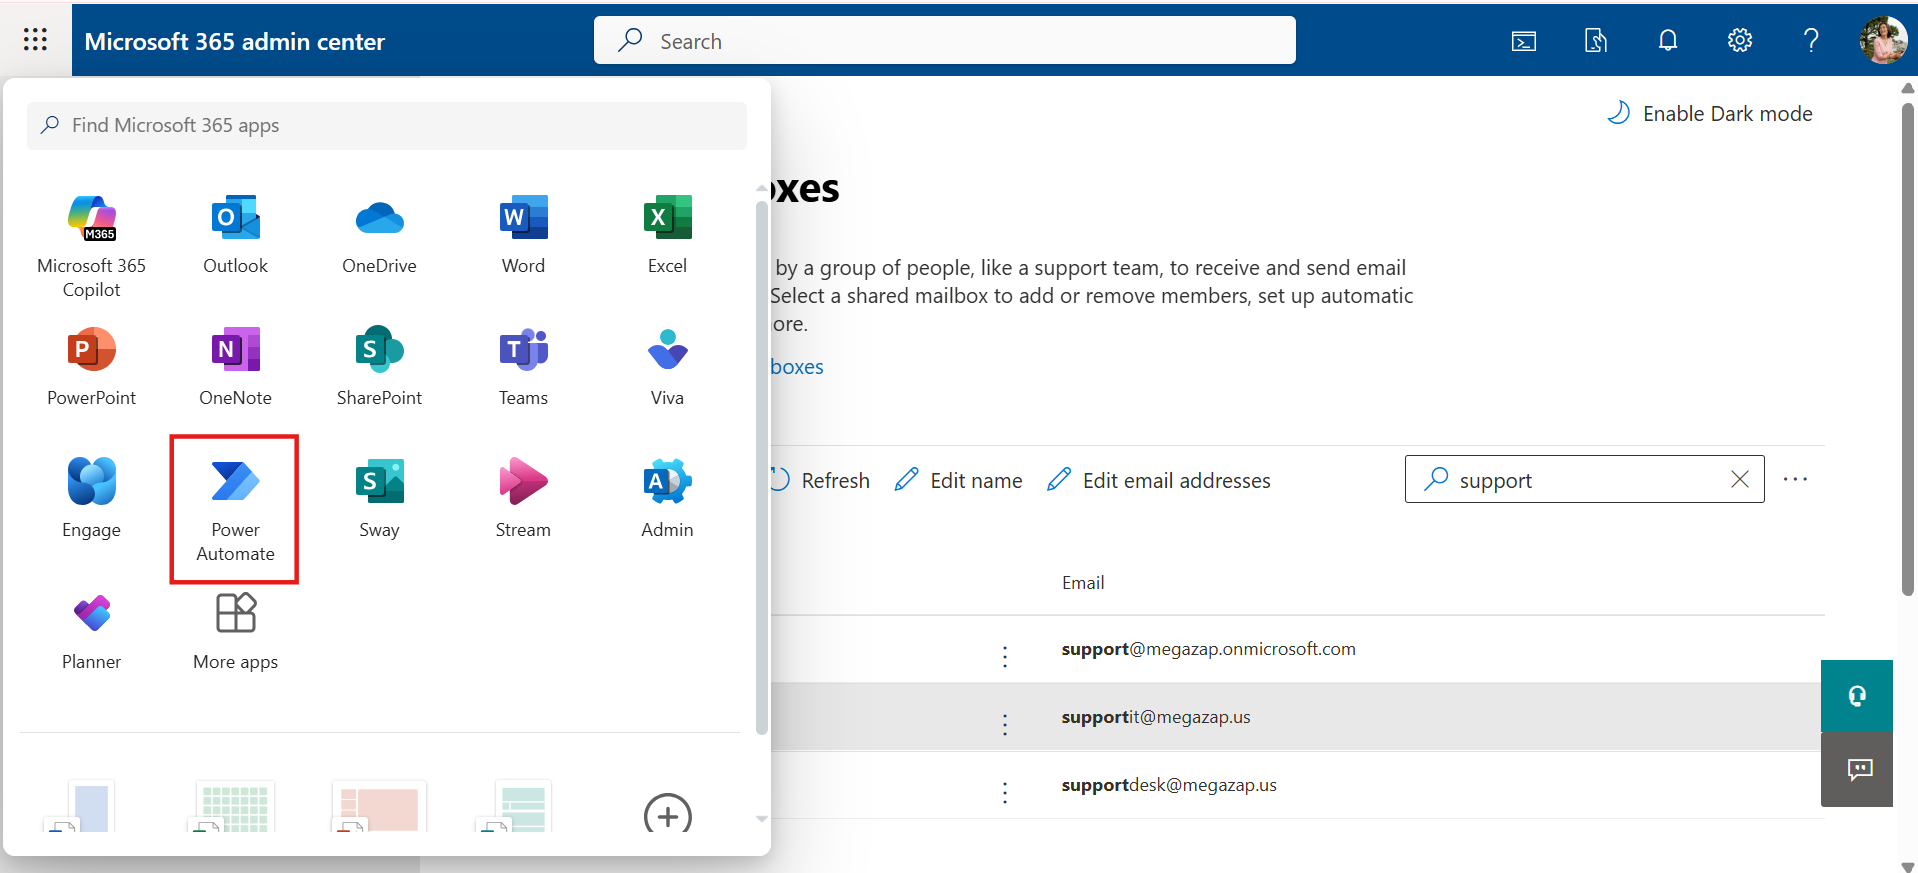 Microsoft 365 admin center
Search
Find Microsoft 365 apps
M365
Microsoft 365
Copilot
O
Outlook
OneDrive
W
Word
X
Excel
P
PowerPoint
N
OneNote
S
SharePoint
T
Teams
Viva
Engage
Power
Automate
S
Sway
Stream
A
Admin
Planner
More apps
Enable Dark mode
oxes
by a group of people, like a support team, to receive and send email
Select a shared mailbox to add or remove members, set up automatic
ore.
boxes
Refresh
Edit name
Edit email addresses
support
Email
support@megazap.onmicrosoft.com
supportit@megazap.us
supportdesk@megazap.us